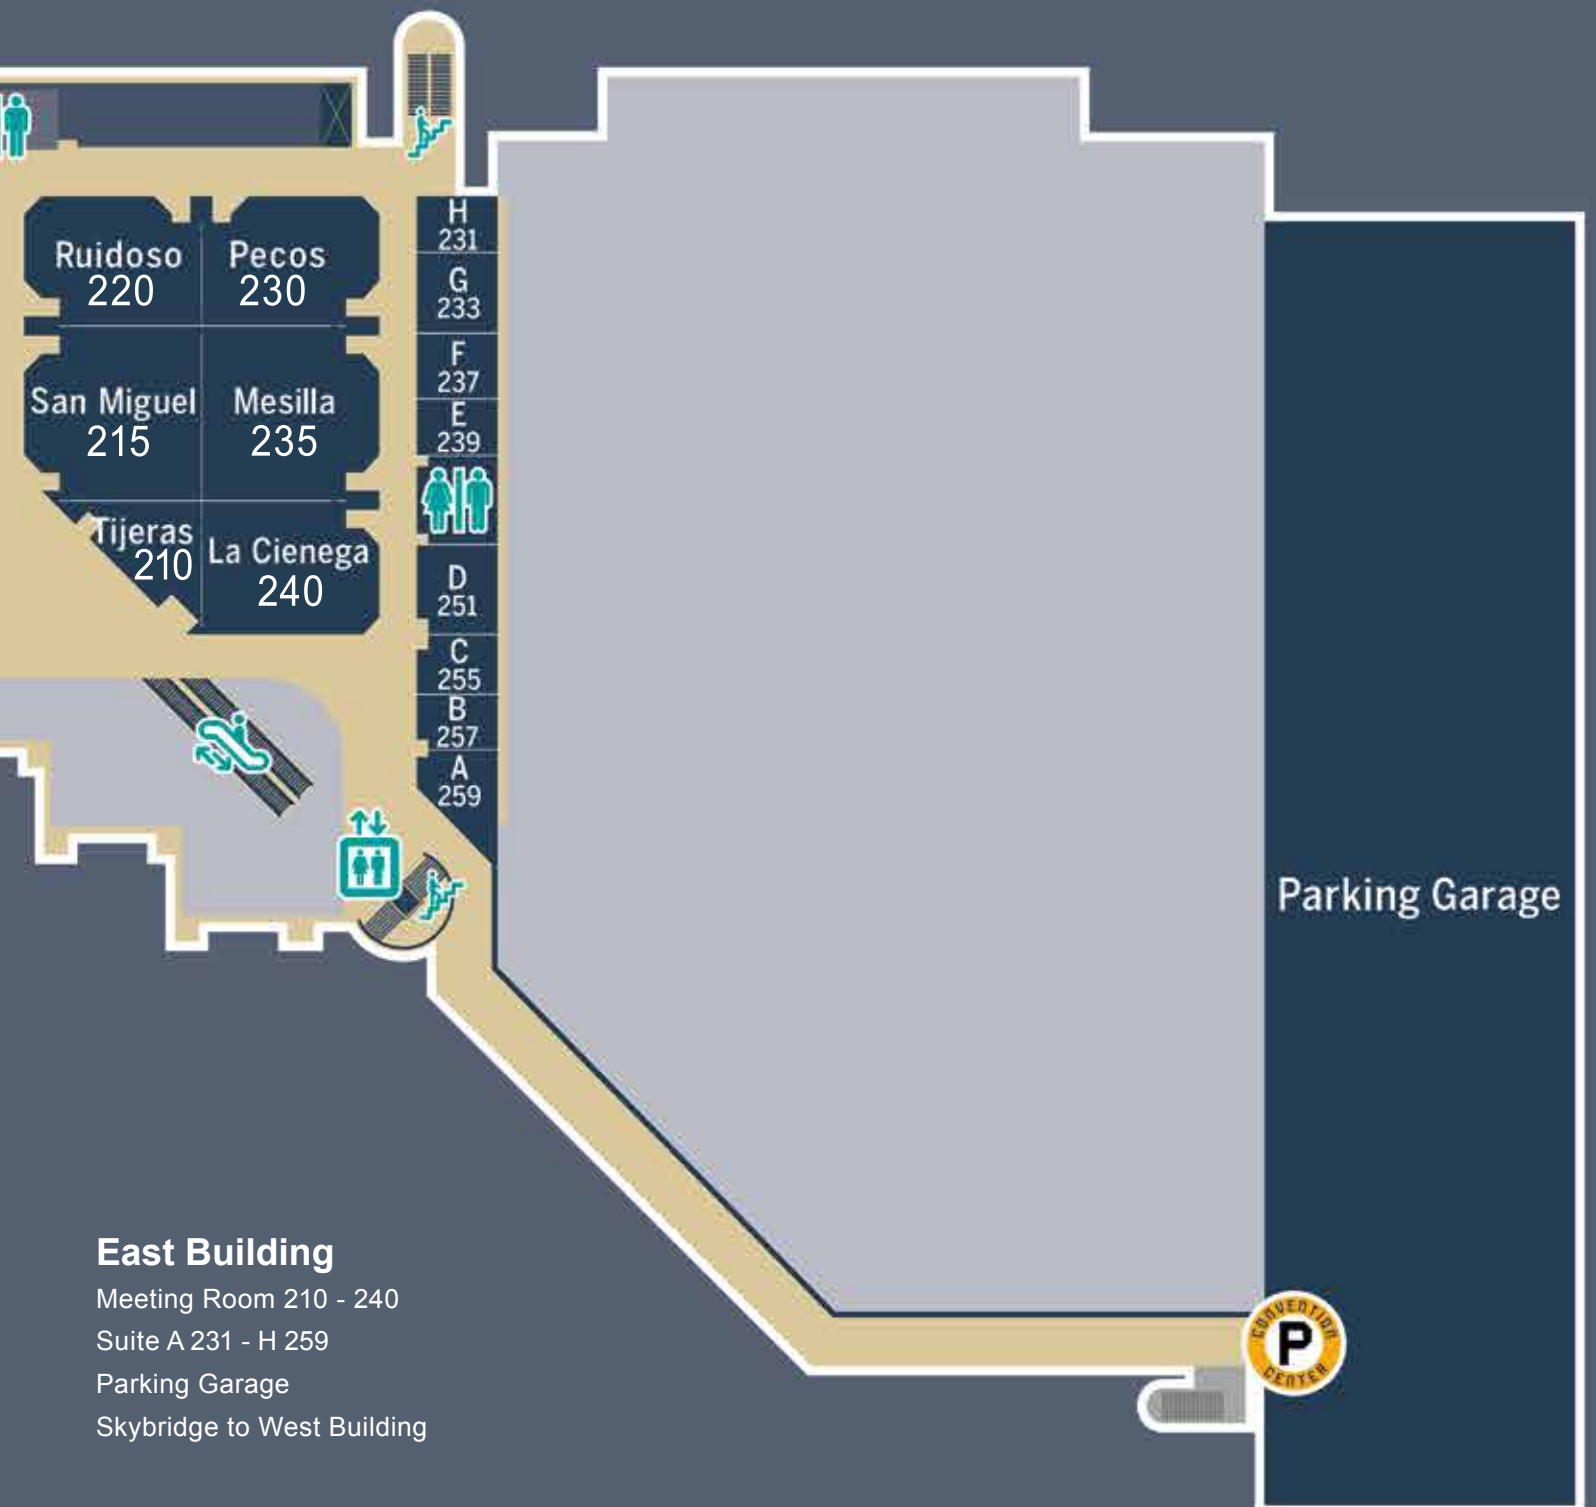 H
231
Ruidoso
220
Pecos
230
G
233
F
237
San Miguel
215
Mesilla
235
E
239
Tijeras
210
La Cienega
240
D
251
C
255
B
257
A
259
Parking Garage
East Building
Meeting Room 210 - 240
Suite A 231 - H 259
Parking Garage
Skybridge to West Building
CONVENTION
P
CENTER